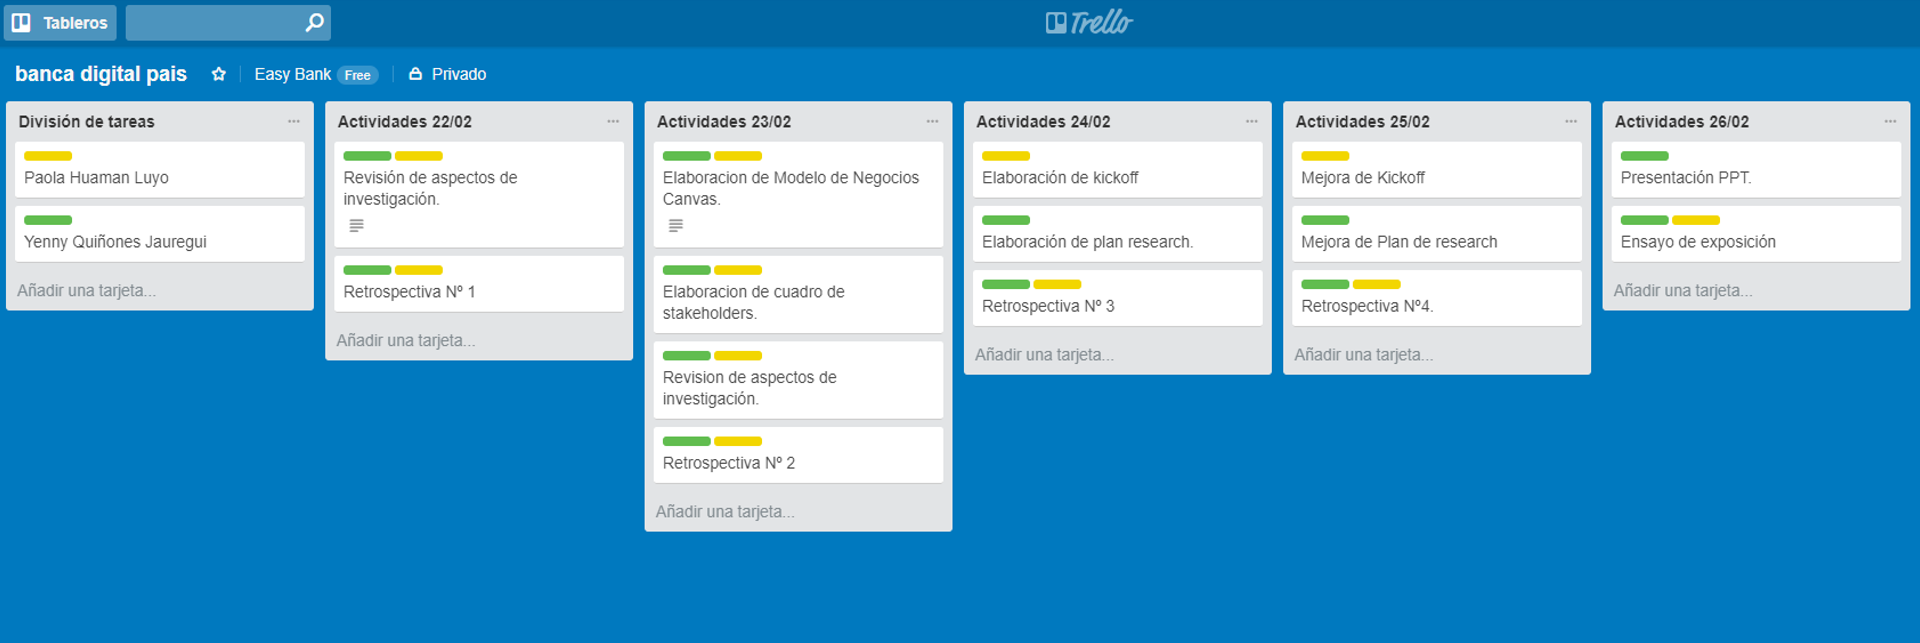 Tableros
Trello
banca digital pais
Easy Bank Free
Privado
División de tareas
Paola Huaman Luyo
Yenny Quiñones Jauregui
Añadir una tarjeta...
Actividades 22/02
Revisión de aspectos de
investigación.
Retrospectiva Nº 1
Añadir una tarjeta...
Actividades 23/02
Elaboracion de Modelo de Negocios
Canvas.
Elaboracion de cuadro de
stakeholders.
Revision de aspectos de
investigación.
Retrospectiva Nº 2
Añadir una tarjeta...
Actividades 24/02
Elaboración de kickoff
Elaboración de plan research.
Retrospectiva Nº 3
Añadir una tarjeta...
Actividades 25/02
Mejora de Kickoff
Mejora de Plan de research
Retrospectiva Nº4.
Añadir una tarjeta...
Actividades 26/02
Presentación PPT.
Ensayo de exposición
Añadir una tarjeta...